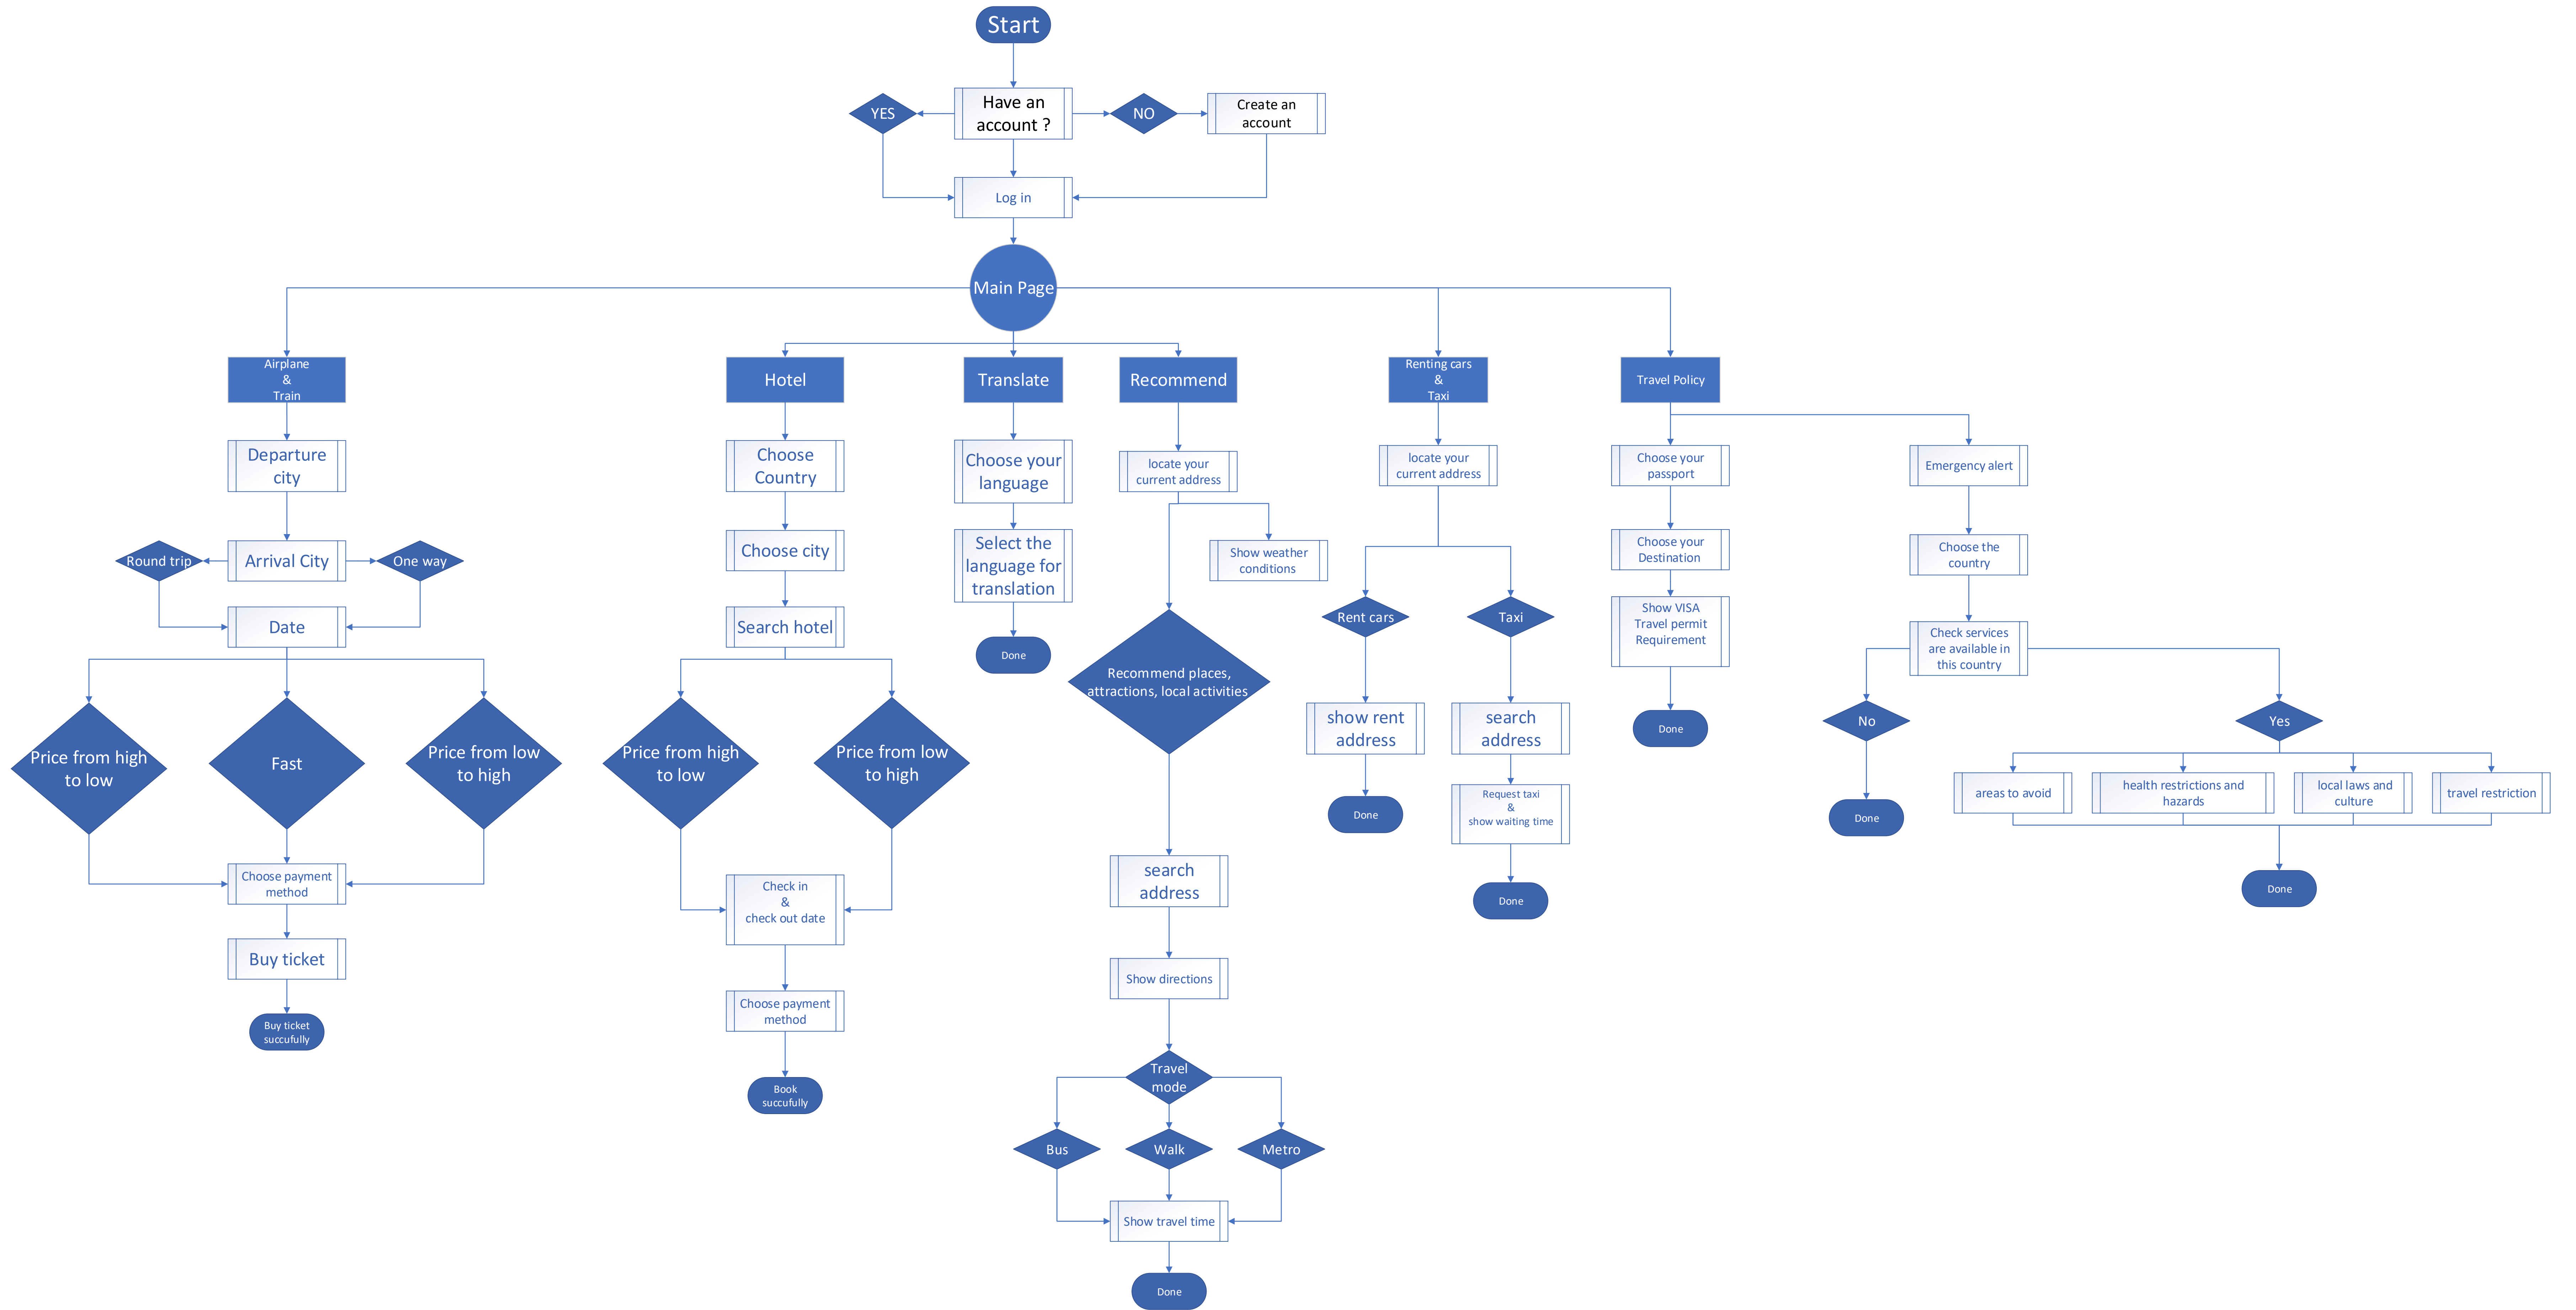 Start
Have an
account ?
YES
NO
Create an
account
Log in
Main Page
Airplane
&
Train
Departure
city
Arrival City
Round trip
One way
Date
Price from high
to low
Fast
Price from low
to high
Choose payment
method
Buy ticket
Buy ticket
succufully
Hotel
Choose
Country
Choose city
Search hotel
Price from high
to low
Price from low
to high
Check in
&
check out date
Choose payment
method
Book
succufully
Translate
Choose your
language
Select the
language for
translation
Done
Recommend
locate your
current address
Show weather
conditions
Recommend places,
attractions, local activities
search
address
Show directions
Travel
mode
Bus
Walk
Metro
Show travel time
Done
Renting cars
&
Taxi
locate your
current address
Rent cars
show rent
address
Done
Taxi
search
address
Request taxi
&
show waiting time
Done
Travel Policy
Choose your
passport
Choose your
Destination
Show VISA
Travel permit
Requirement
Done
Emergency alert
Choose the
country
Check services
are available in
this country
No
Done
Yes
areas to avoid
health restrictions and
hazards
local laws and
culture
travel restriction
Done